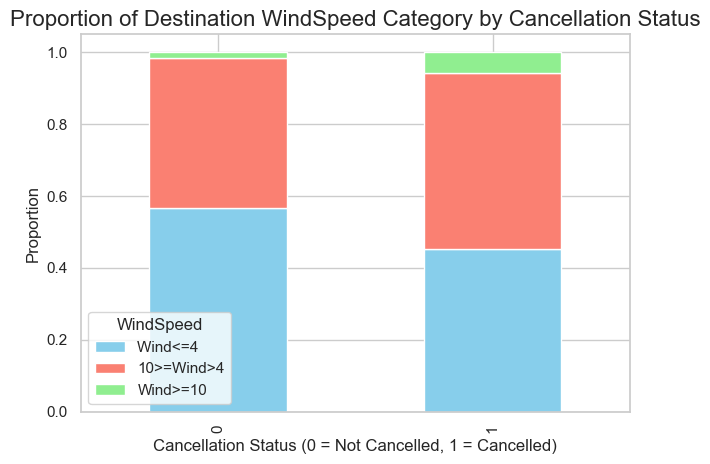 Proportion of Destination WindSpeed Category by Cancellation Status
Proportion
1.0
0.8
0.6
0.4
0.2
0.0
WindSpeed
Wind<=4
10>=Wind>4
Wind>=10
0
1
Cancellation Status (0 = Not Cancelled, 1 = Cancelled)